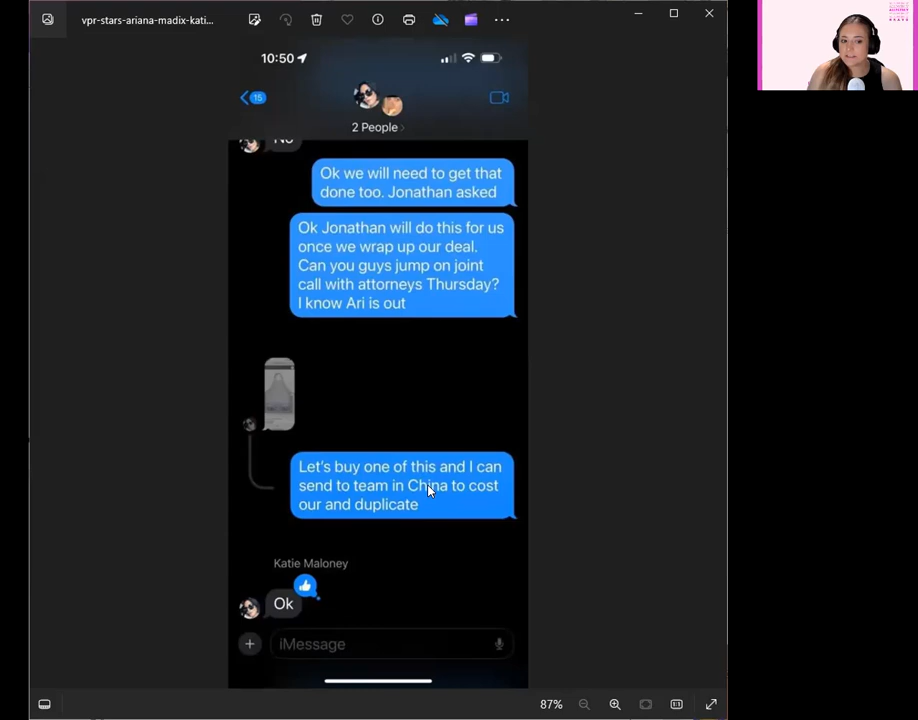 vpr-stars-ariana-madix-kati...
10:50
15
2 People
No
Ok we will need to get that
done too. Jonathan asked
Ok Jonathan will do this for us
once we wrap up our deal.
Can you guys jump on joint
call with attorneys Thursday?
I know Ari is out
Let's buy one of this and I can
send to team in China to cost
our and duplicate
Katie Maloney
Ok
iMessage
87%